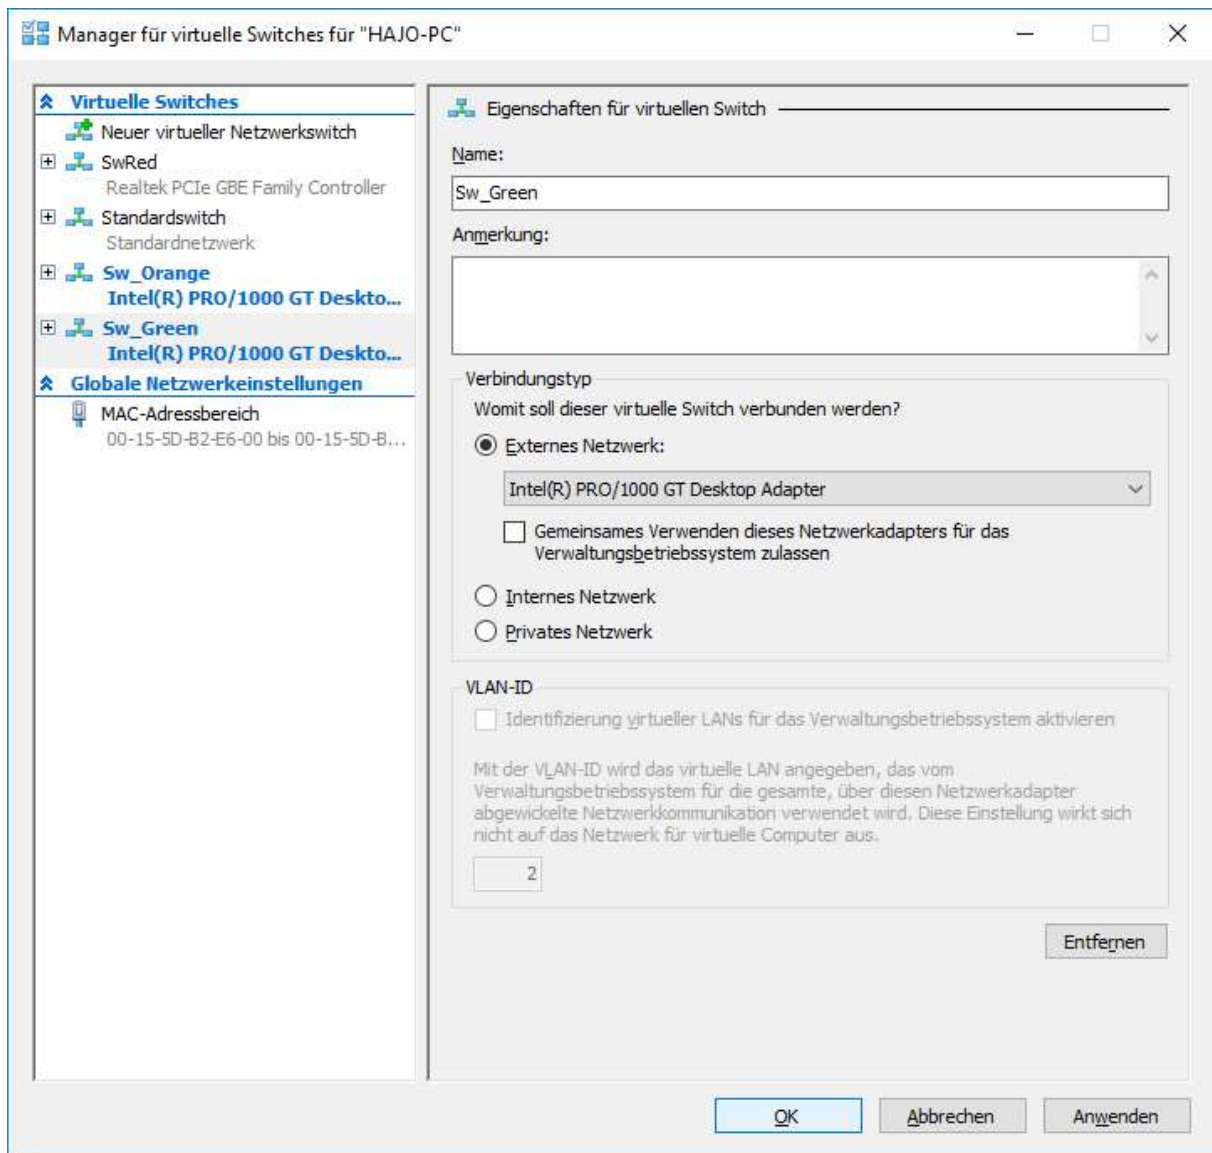 Manager für virtuelle Switches für "HAJO-PC"
Virtuelle Switches
Neuer virtueller Netzwerkswitch
SwRed
Realtek PCIe GBE Family Controller
Standardswitch
Standardnetzwerk
Sw_Orange
Intel(R) PRO/1000 GT Deskto...
Sw_Green
Intel(R) PRO/1000 GT Deskto...
Globale Netzwerkeinstellungen
MAC-Adressbereich
00-15-5D-B2-E6-00 bis 00-15-5D-B...
Eigenschaften für virtuellen Switch
Name:
Sw_Green
Anmerkung:
Verbindungstyp
Womit soll dieser virtuelle Switch verbunden werden?
Externes Netzwerk:
Intel(R) PRO/1000 GT Desktop Adapter
Gemeinsames Verwenden dieses Netzwerkadapters für das
Verwaltungsbetriebssystem zulassen
Internes Netzwerk
Privates Netzwerk
VLAN-ID
Identifizierung virtueller LANs für das Verwaltungsbetriebssystem aktivieren
Mit der VLAN-ID wird das virtuelle LAN angegeben, das vom
Verwaltungsbetriebssystem für die gesamte, über diesen Netzwerkadapter
abgewickelte Netzwerkkommunikation verwendet wird. Diese Einstellung wirkt sich
nicht auf das Netzwerk für virtuelle Computer aus.
2
Entfernen
OK
Abbrechen
Anwenden